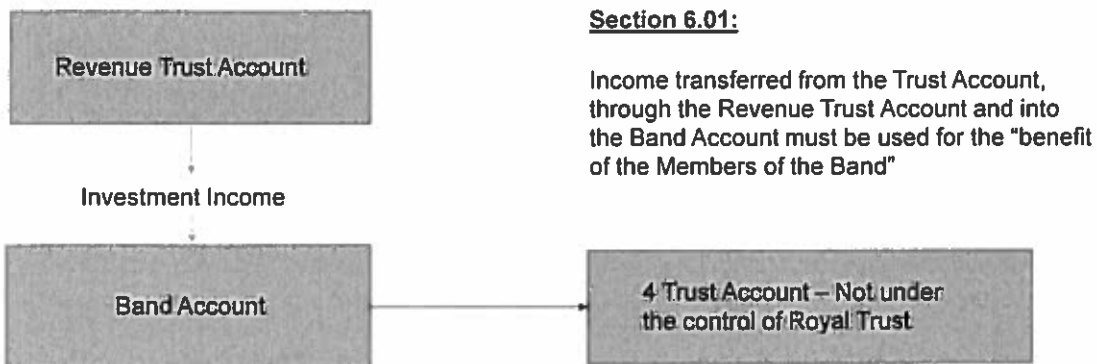 Section 6.01:
Revenue Trust Account
Income transferred from the Trust Account,
through the Revenue Trust Account and into
the Band Account must be used for the "benefit
of the Members of the Band"
Investment Income
Band Account
4 Trust Account – Not under
the control of Royal Trust